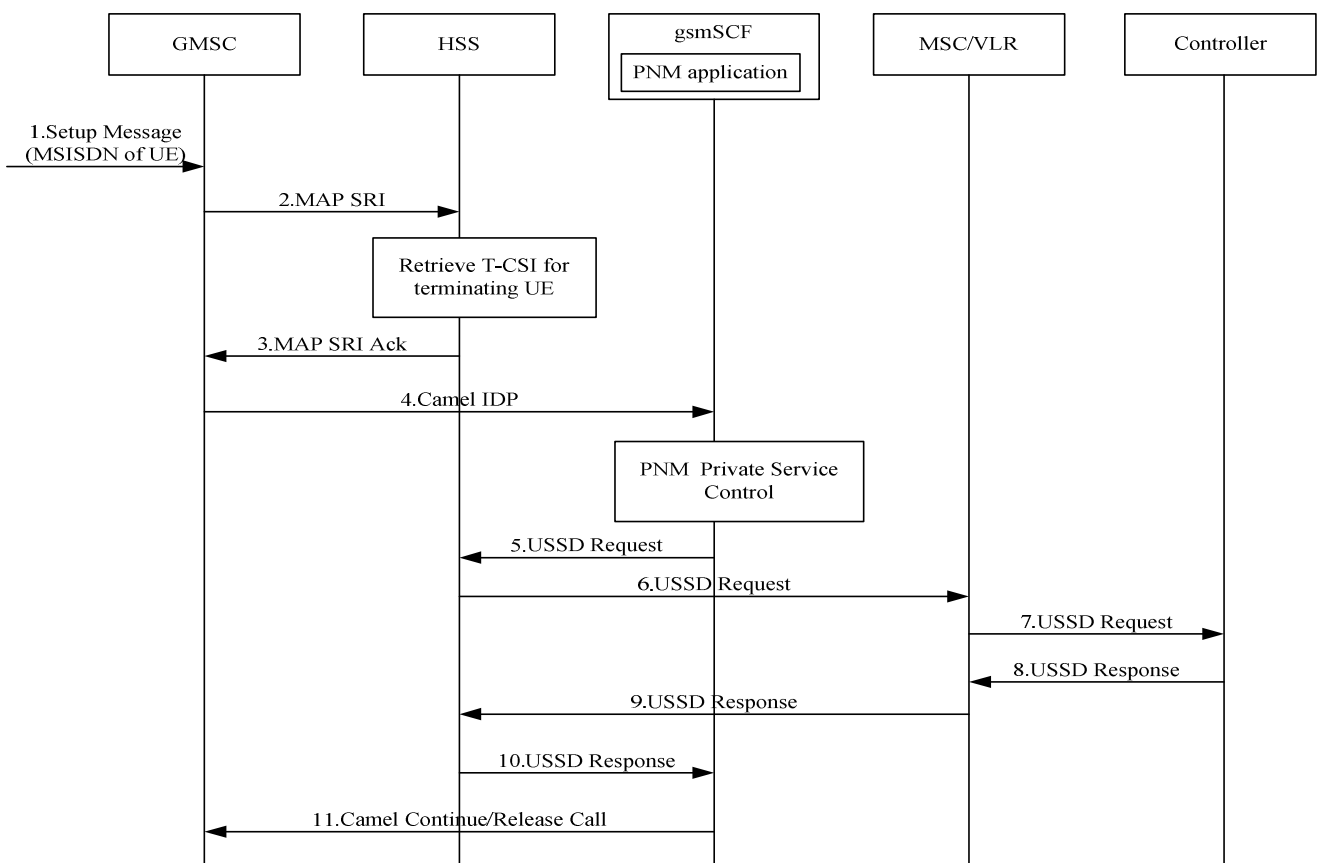 GMSC
HSS
gsmSCF
PNM application
MSC/VLR
Controller
1.Setup Message
(MSISDN of UE)
2.MAP SRI
Retrieve T-CSI for
terminating UE
3.MAP SRI Ack
4.Camel IDP
PNM Private Service
Control
5.USSD Request
6.USSD Request
7.USSD Request
8.USSD Response
9.USSD Response
10.USSD Response
11.Camel Continue/Release Call